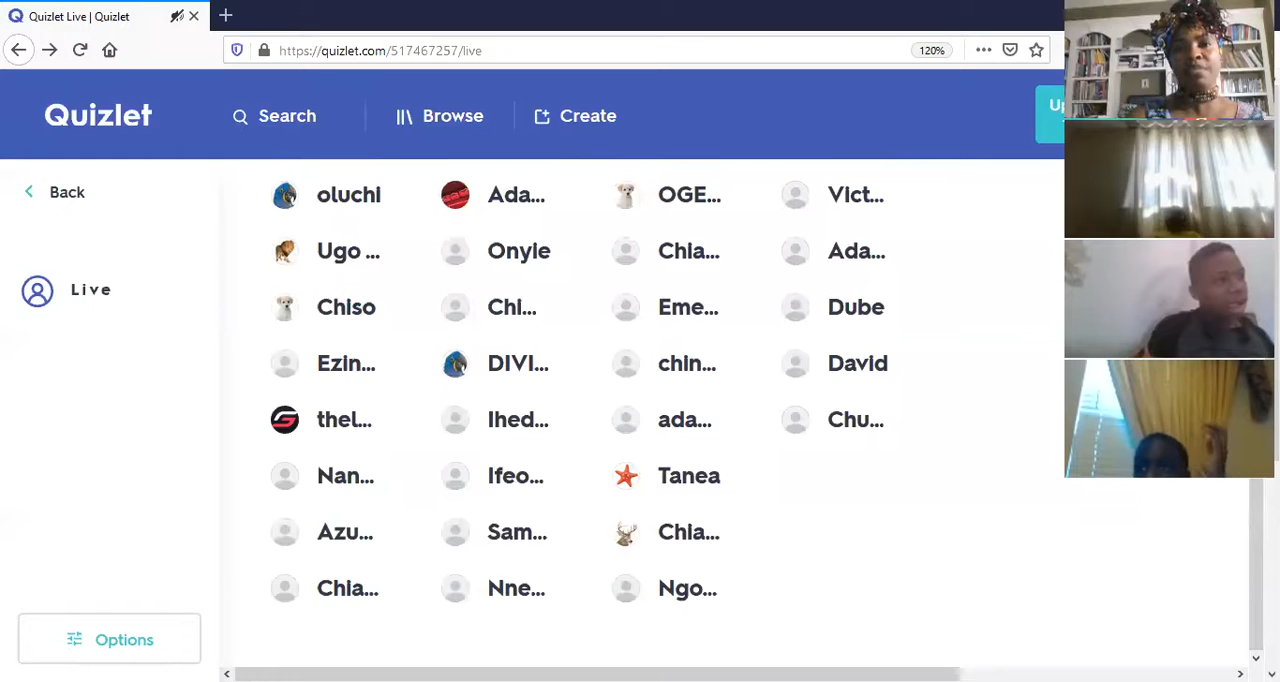 Quizlet Live | Quizlet
https://quizlet.com/517467257/live
120%
Quizlet
Search
Browse
Create
Up
Back
Live
oluchi Ada... OGE... Vict...
Ugo ... Onyie Chia... Ada...
Chiso Chi... Eme... Dube
Ezin... DIVI... chin... David
thel... Ihed... ada... Chu...
Nan... Ifeo... Tanea
Azu... Sam... Chia...
Chia... Nne... Ngo...
Options